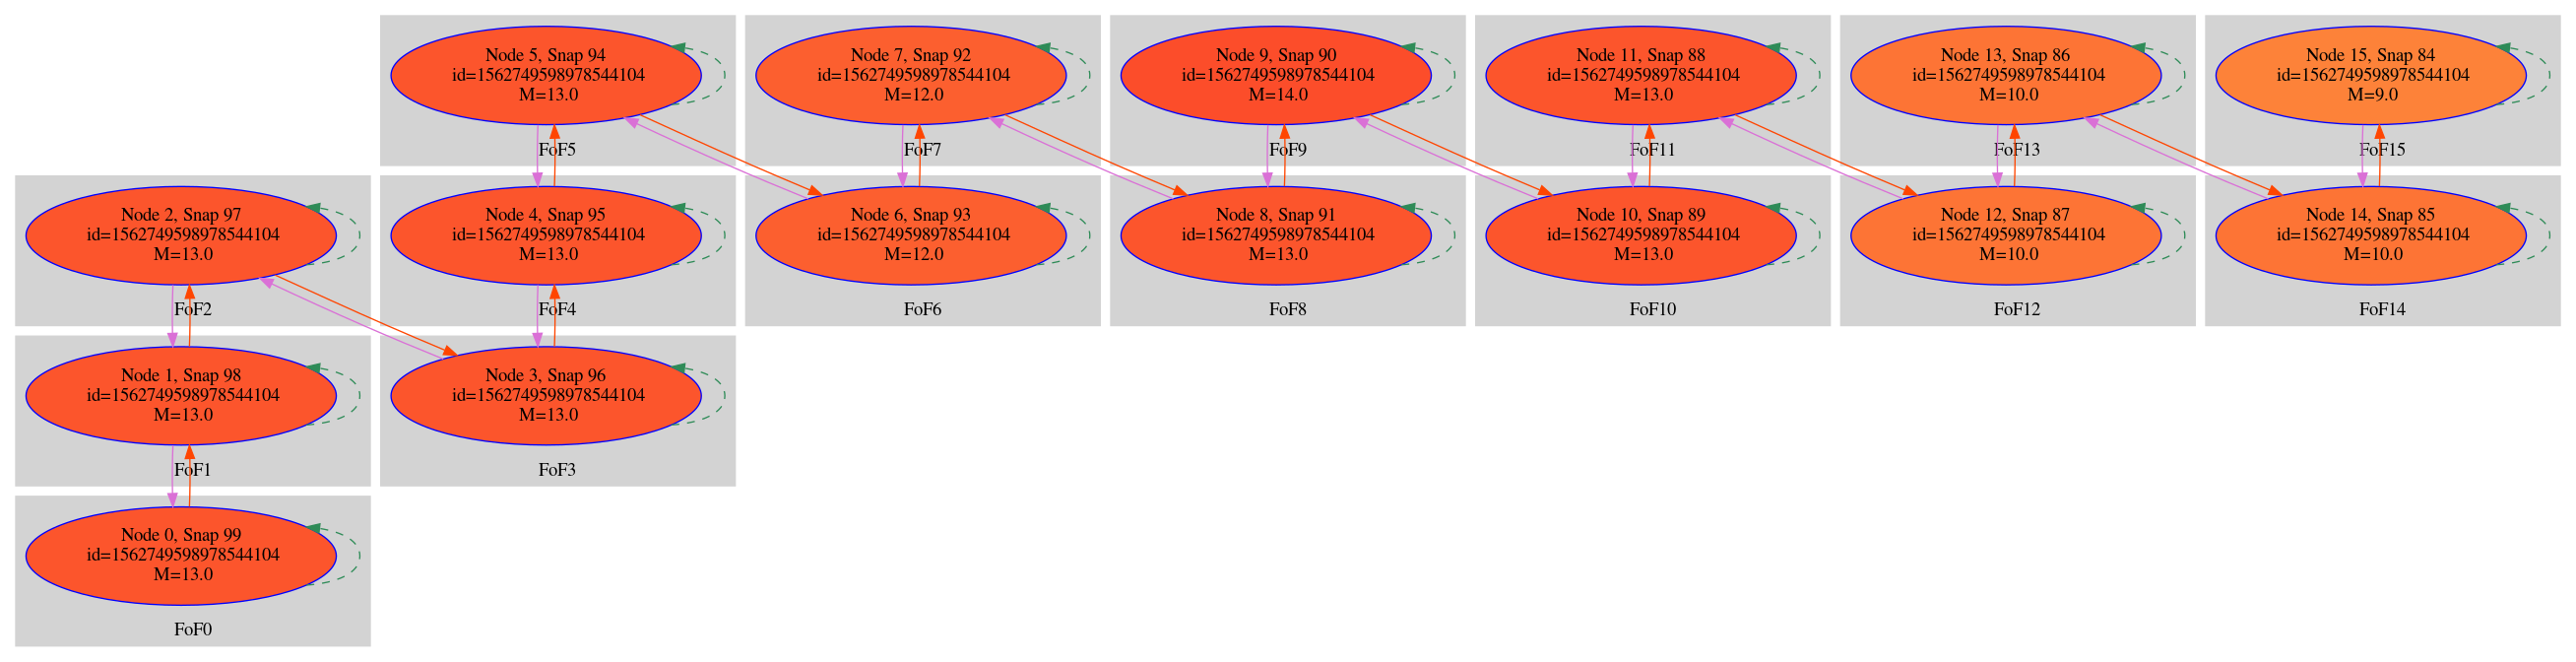 Node 5, Snap 94
id=1562749598978544104
M=13.0
FoF5
Node 7, Snap 92
id=1562749598978544104
M=12.0
FoF7
Node 9, Snap 90
id=1562749598978544104
M=14.0
FoF9
Node 11, Snap 88
id=1562749598978544104
M=13.0
FoF11
Node 13, Snap 86
id=1562749598978544104
M=10.0
FoF13
Node 15, Snap 84
id=1562749598978544104
M=9.0
FoF15
Node 2, Snap 97
id=1562749598978544104
M=13.0
FoF2
Node 4, Snap 95
id=1562749598978544104
M=13.0
FoF4
Node 6, Snap 93
id=1562749598978544104
M=12.0
FoF6
Node 8, Snap 91
id=1562749598978544104
M=13.0
FoF8
Node 10, Snap 89
id=1562749598978544104
M=13.0
FoF10
Node 12, Snap 87
id=1562749598978544104
M=10.0
FoF12
Node 14, Snap 85
id=1562749598978544104
M=10.0
FoF14
Node 1, Snap 98
id=1562749598978544104
M=13.0
FoF1
Node 3, Snap 96
id=1562749598978544104
M=13.0
FoF3
Node 0, Snap 99
id=1562749598978544104
M=13.0
FoF0